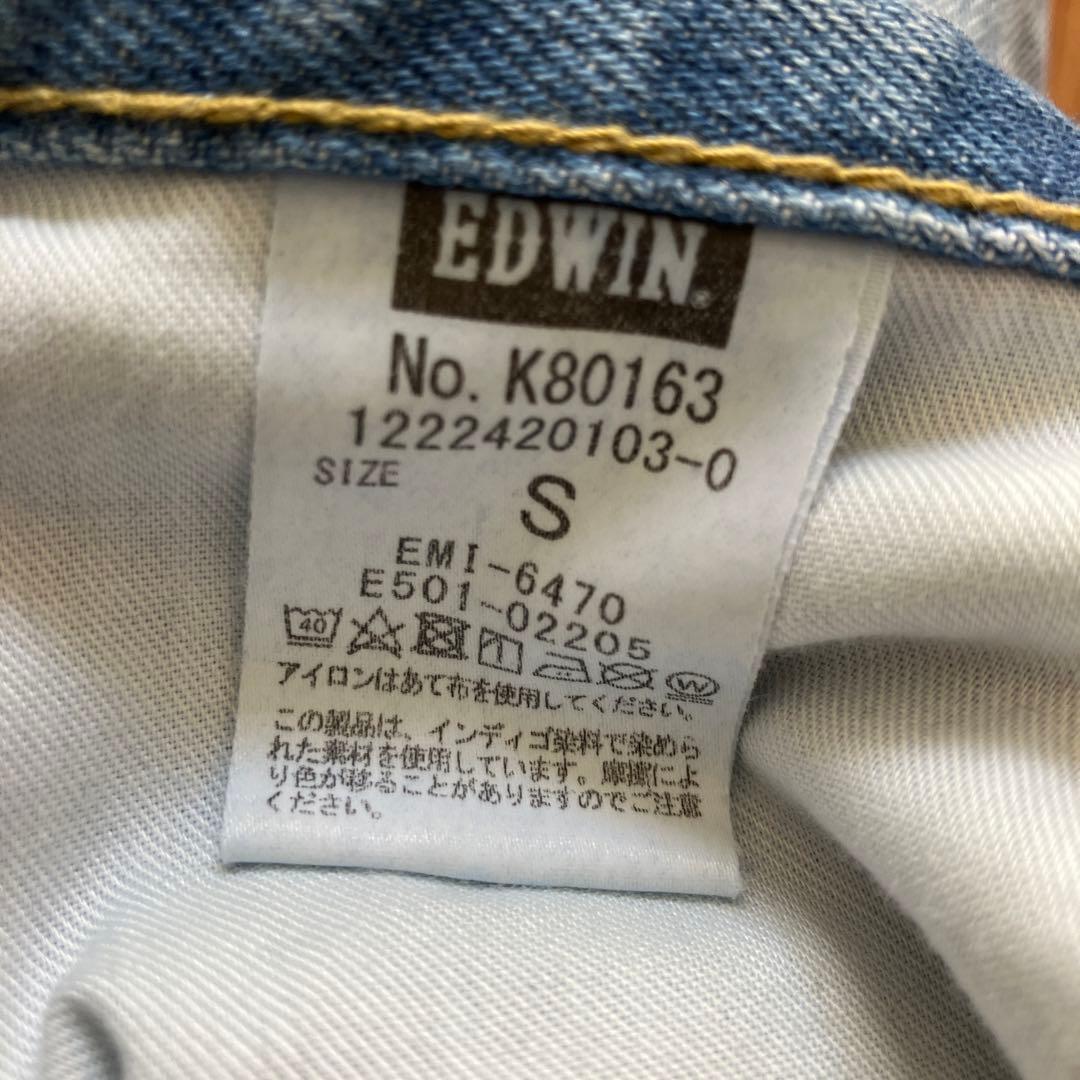 EDWIN.
No. K80163
1222420103-0
SIZE
S
EMI-6470
E501-02205
40 W
アイロンはあて布を使用してください。
この製品は、インディゴ染料で染めら
れた素材を使用しています。摩擦によ
り色が移ることがありますのでご注意
ください。